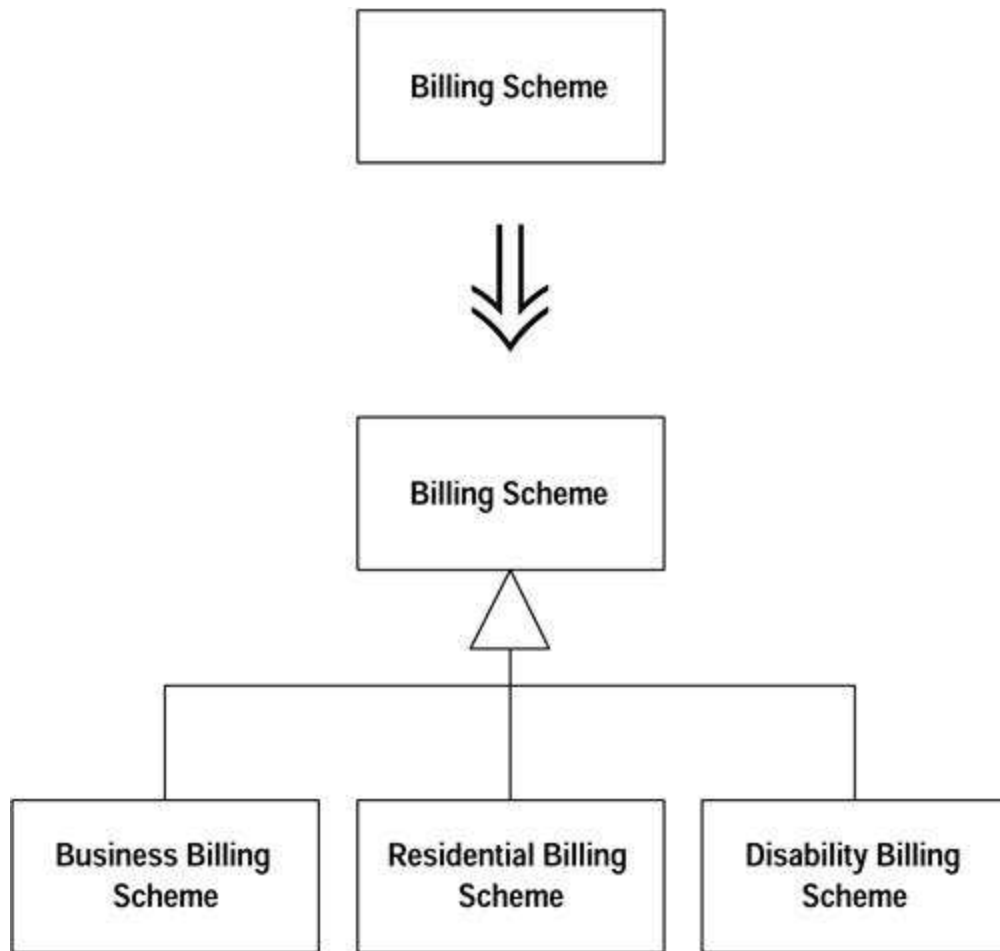 Billing Scheme
Billing Scheme
Business Billing
Scheme
Residential Billing
Scheme
Disability Billing
Scheme